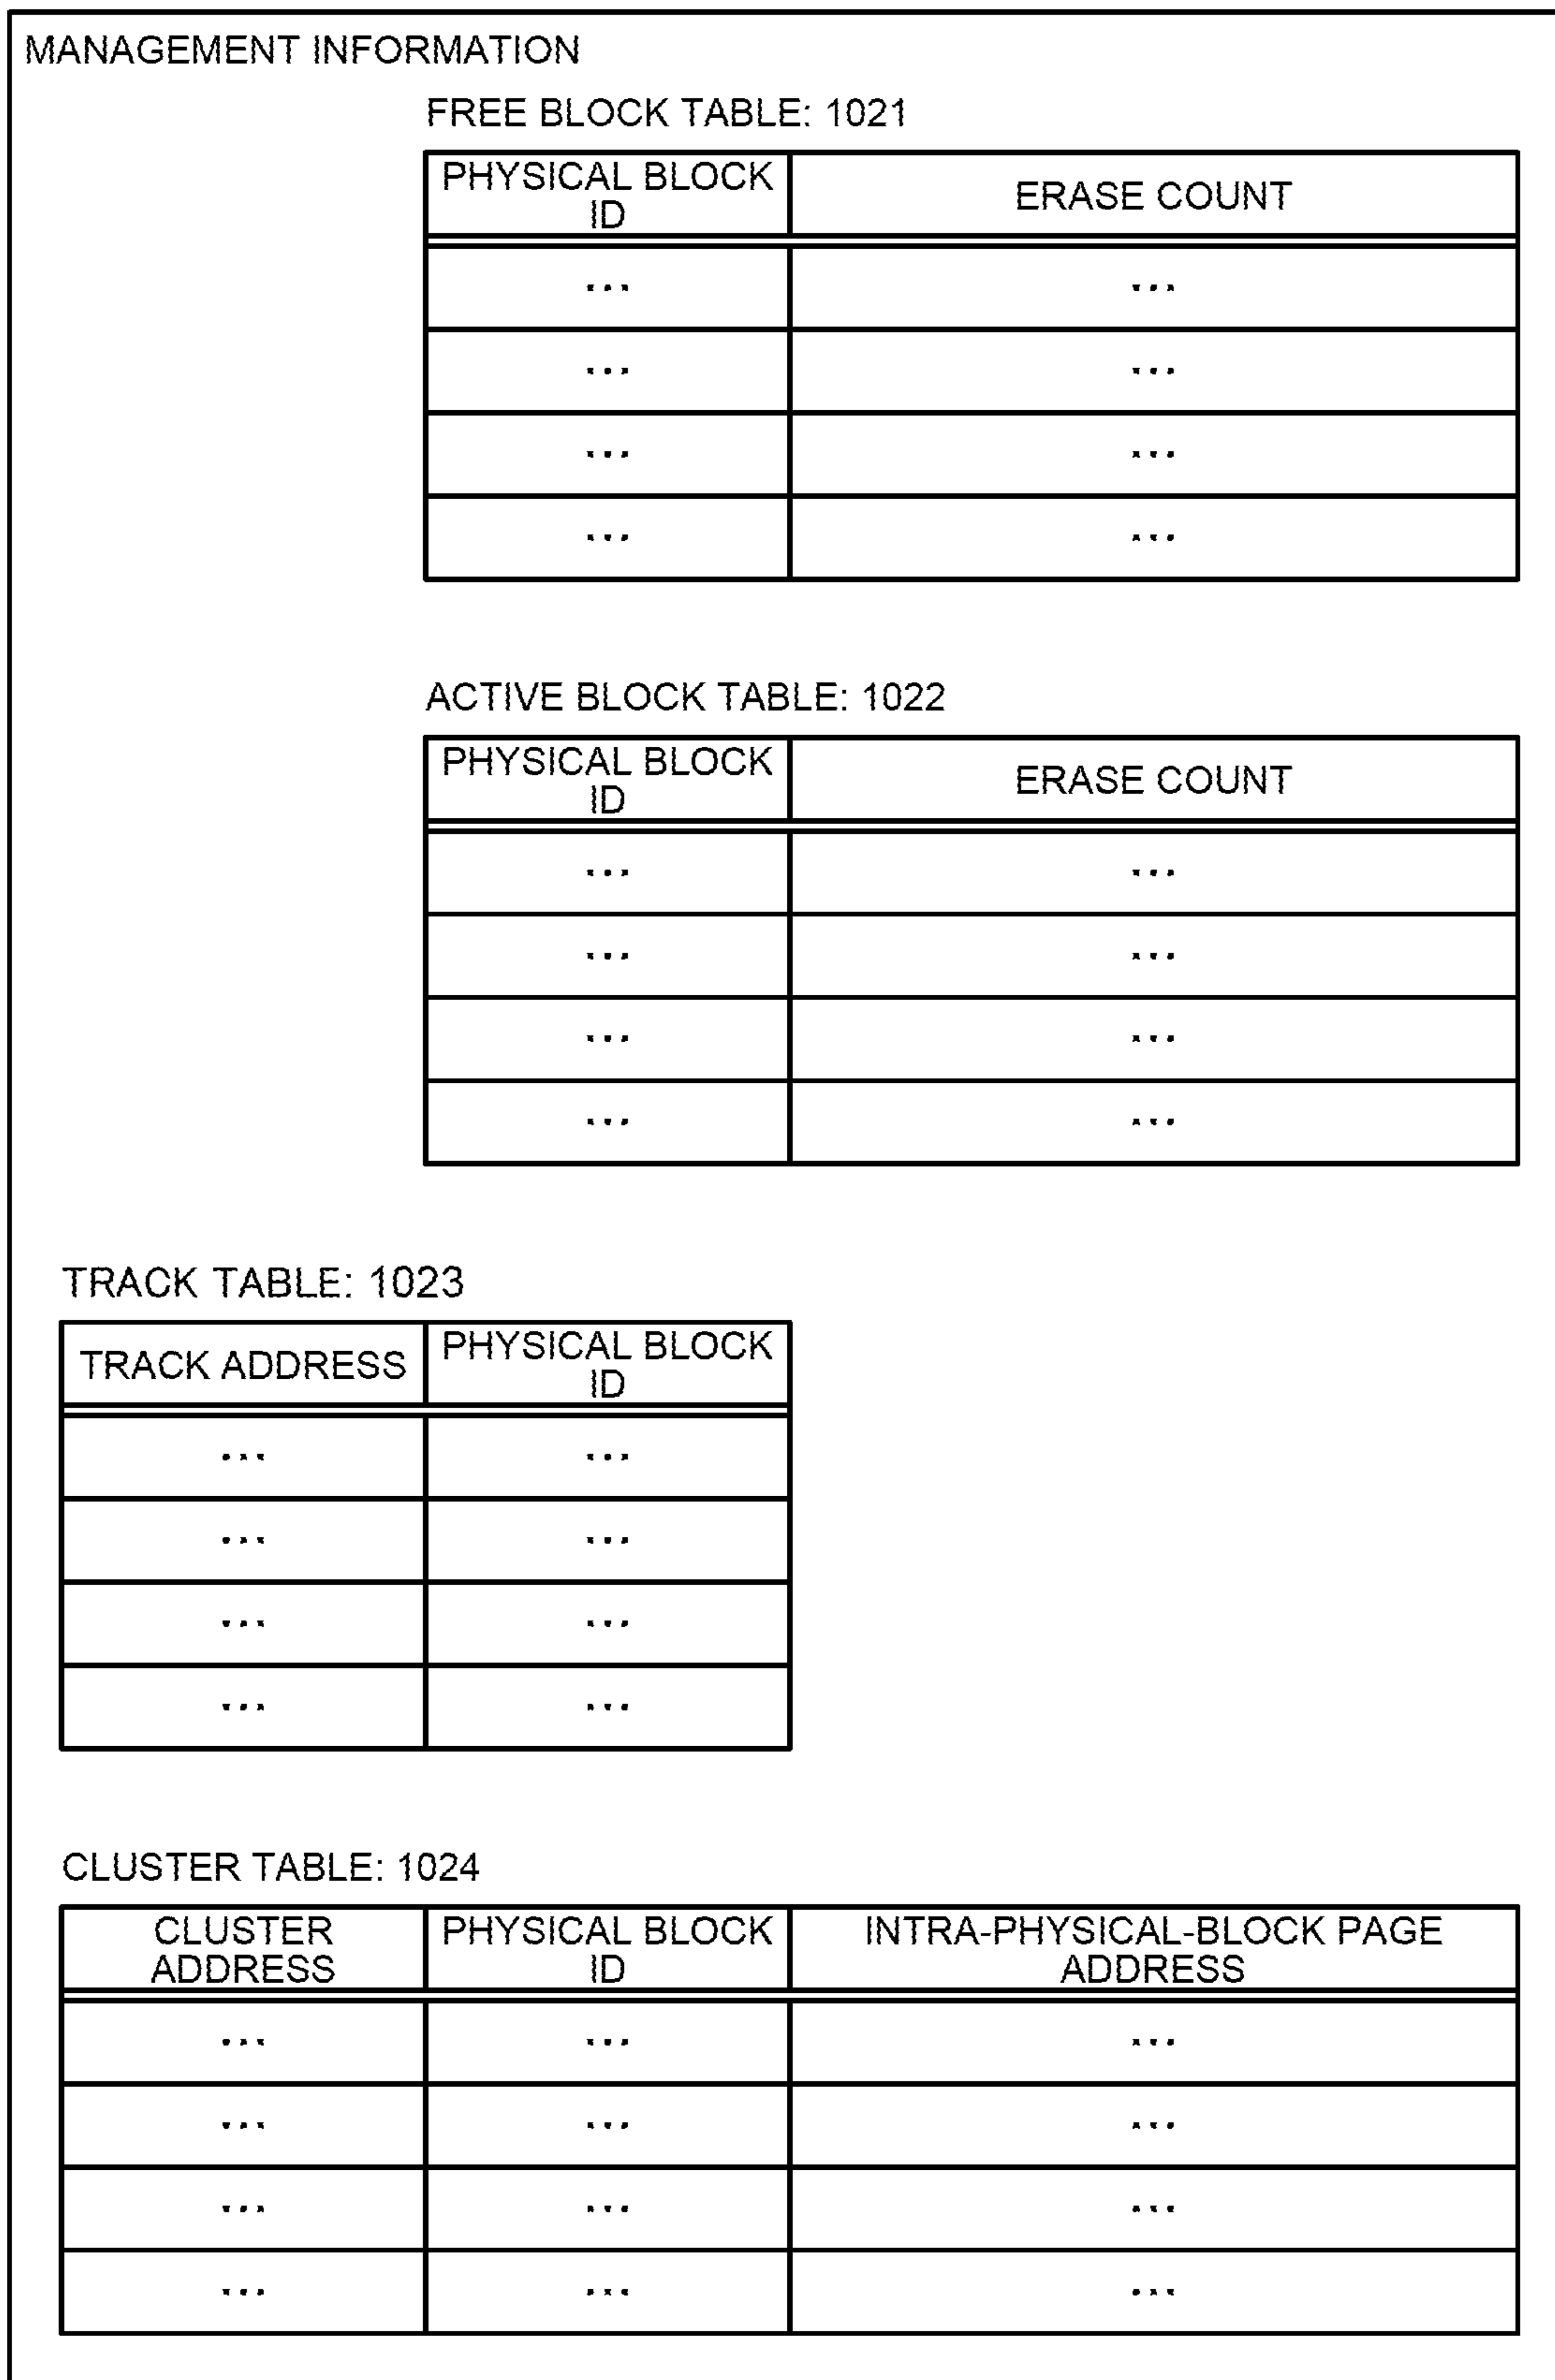 MANAGEMENT INFORMATION
FREE BLOCK TABLE: 1021
PHYSICAL BLOCK
ID
ERASE COUNT
... ...
... ...
... ...
... ...
ACTIVE BLOCK TABLE: 1022
PHYSICAL BLOCK
ID
ERASE COUNT
... ...
... ...
... ...
... ...
TRACK TABLE: 1023
TRACK ADDRESS
PHYSICAL BLOCK
ID
... ...
... ...
... ...
... ...
CLUSTER TABLE: 1024
CLUSTER
ADDRESS
PHYSICAL BLOCK
ID
INTRA-PHYSICAL-BLOCK PAGE
ADDRESS
... ... ...
... ... ...
... ... ...
... ... ...